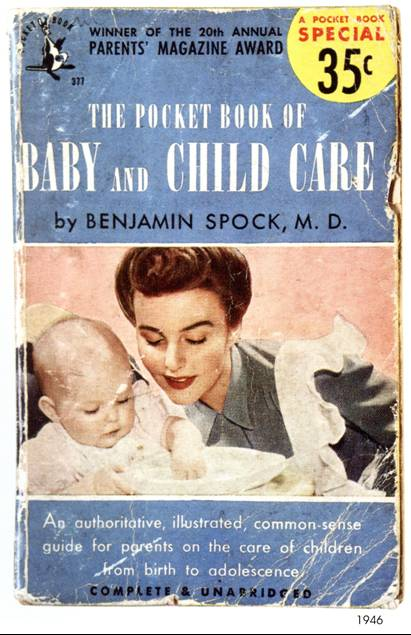 POCKET BOOK
377
WINNER OF THE 20th ANNUAL
PARENTS' MAGAZINE AWARD
A POCKET BOOK
SPECIAL
35¢
THE POCKET BOOK OF
BABY AND CHILD CARE
by BENJAMIN SPOCK, M. D.
An authoritative, illustrated, common-sense
guide for parents on the care of children
from birth to adolescence
COMPLETE & UNABRIDGED
1946